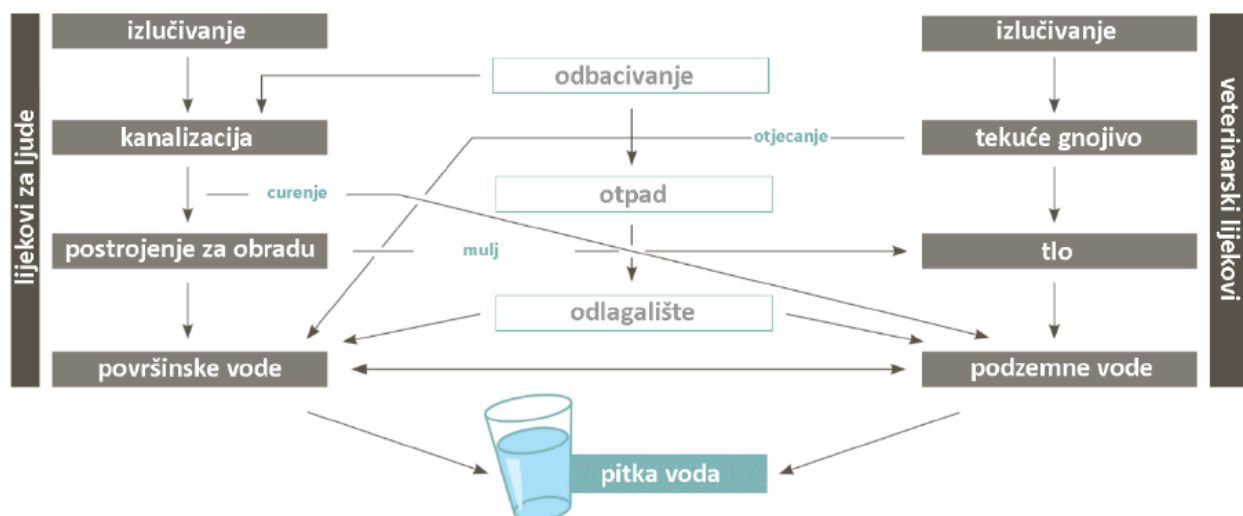 lijekovi za ljude
izlučivanje
kanalizacija
curenje
postrojenje za obradu
površinske vode
odbacivanje
otjecanje
otpad
mulj
odlagalište
pitka voda
izlučivanje
tekuće gnojivo
tlo
podzemne vode
veterinarski lijekovi